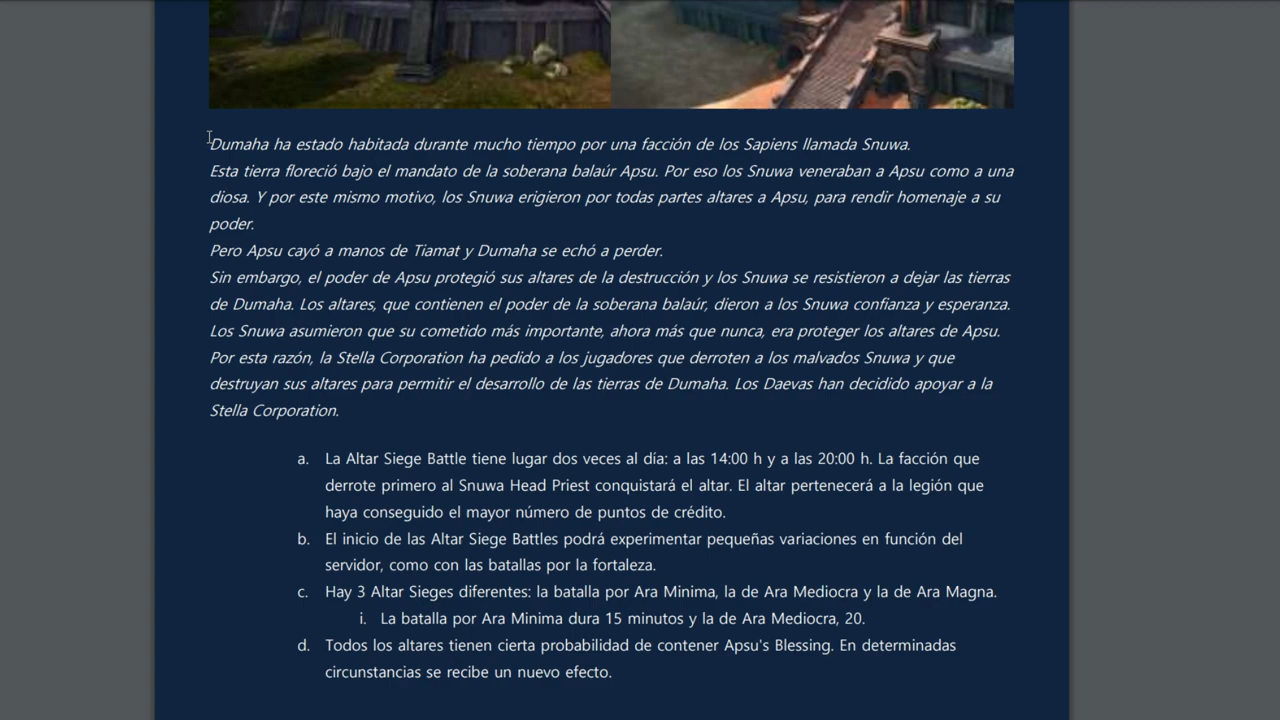 Dumaha ha estado habitada durante mucho tiempo por una facción de los Sapiens llamada Snuwa.
Esta tierra floreció bajo el mandato de la soberana balaúr Apsu. Por eso los Snuwa veneraban a Apsu como a una
diosa. Y por este mismo motivo, los Snuwa erigieron por todas partes altares a Apsu, para rendir homenaje a su
poder.
Pero Apsu cayó a manos de Tiamat y Dumaha se echó a perder.
Sin embargo, el poder de Apsu protegió sus altares de la destrucción y los Snuwa se resistieron a dejar las tierras
de Dumaha. Los altares, que contienen el poder de la soberana balaúr, dieron a los Snuwa confianza y esperanza.
Los Snuwa asumieron que su cometido más importante, ahora más que nunca, era proteger los altares de Apsu.
Por esta razón, la Stella Corporation ha pedido a los jugadores que derroten a los malvados Snuwa y que
destruyan sus altares para permitir el desarrollo de las tierras de Dumaha. Los Daevas han decidido apoyar a la
Stella Corporation.
a. La Altar Siege Battle tiene lugar dos veces al día: a las 14:00 h y a las 20:00 h. La facción que
derrote primero al Snuwa Head Priest conquistará el altar. El altar pertenecerá a la legión que
haya conseguido el mayor número de puntos de crédito.
b. El inicio de las Altar Siege Battles podrá experimentar pequeñas variaciones en función del
servidor, como con las batallas por la fortaleza.
c. Hay 3 Altar Sieges diferentes: la batalla por Ara Minima, la de Ara Mediocra y la de Ara Magna.
i. La batalla por Ara Minima dura 15 minutos y la de Ara Mediocra, 20.
d. Todos los altares tienen cierta probabilidad de contener Apsu's Blessing. En determinadas
circunstancias se recibe un nuevo efecto.